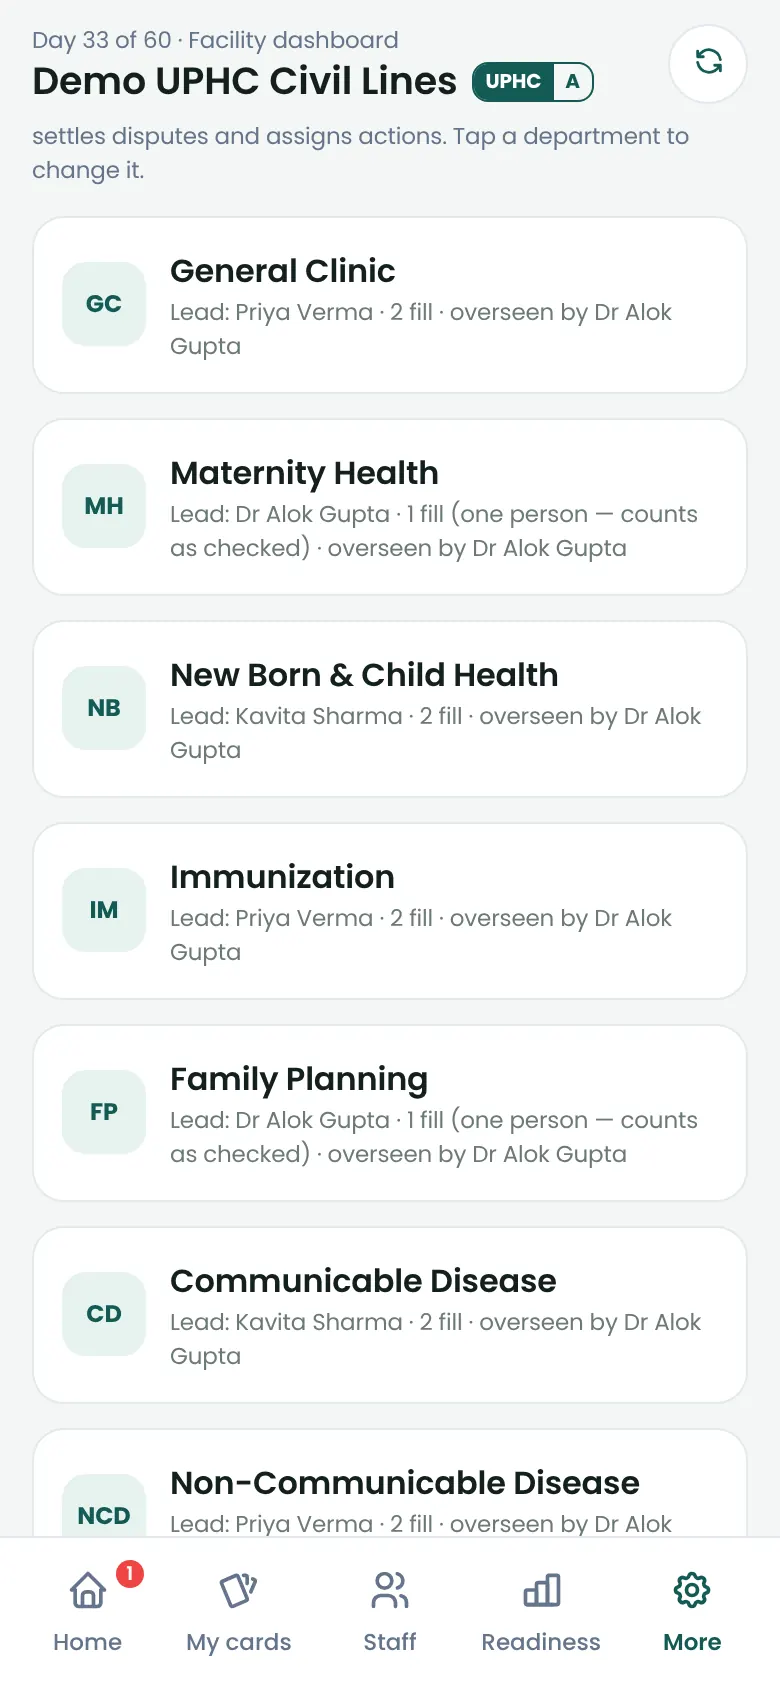 Day 33 of 60 · Facility dashboard
Demo UPHC Civil Lines UPHC A
settles disputes and assigns actions. Tap a department to
change it.
General Clinic
GC
Lead: Priya Verma · 2 fill · overseen by Dr Alok
Gupta
Maternity Health
MH
Lead: Dr Alok Gupta · 1 fill (one person — counts
as checked) · overseen by Dr Alok Gupta
New Born & Child Health
NB
Lead: Kavita Sharma · 2 fill · overseen by Dr Alok
Gupta
Immunization
IM
Lead: Priya Verma · 2 fill · overseen by Dr Alok
Gupta
Family Planning
FP
Lead: Dr Alok Gupta · 1 fill (one person — counts
as checked) · overseen by Dr Alok Gupta
Communicable Disease
CD
Lead: Kavita Sharma · 2 fill · overseen by Dr Alok
Gupta
Non-Communicable Disease
NCD
Lead: Priya Verma · 2 fill · overseen by Dr Alok
1
Home My cards Staff Readiness More